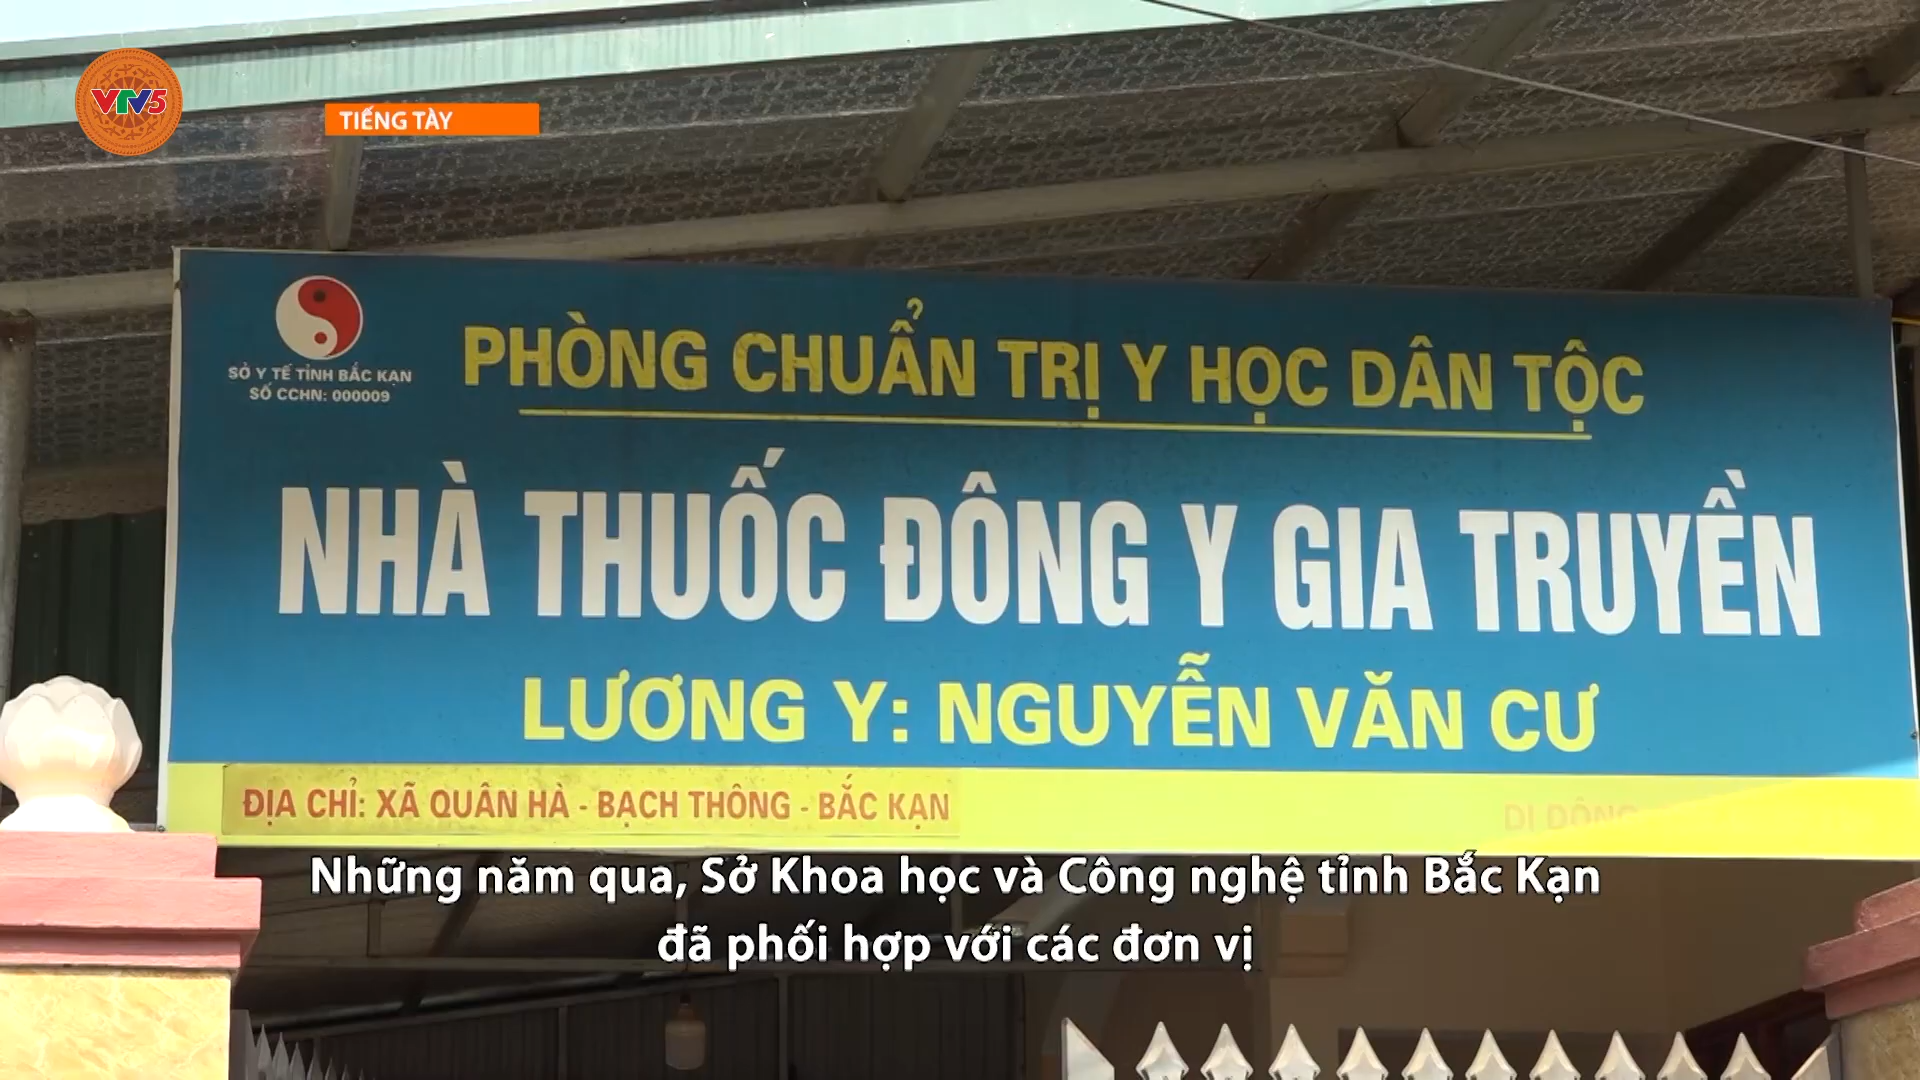 VTV5
TIẾNG TÀY
SỞ Y TẾ TỈNH BẮC KẠN
SỐ CCHN: 000009
PHÒNG CHUẨN TRỊ Y HỌC DÂN TỘC
NHÀ THUỐC ĐÔNG Y GIA TRUYỀN
LƯƠNG Y: NGUYỄN VĂN CƯ
ĐỊA CHỈ: XÃ QUÂN HÀ - BẠCH THÔNG - BẮC KẠN
DI ĐỘNG
Những năm qua, Sở Khoa học và Công nghệ tỉnh Bắc Kạn
đã phối hợp với các đơn vị